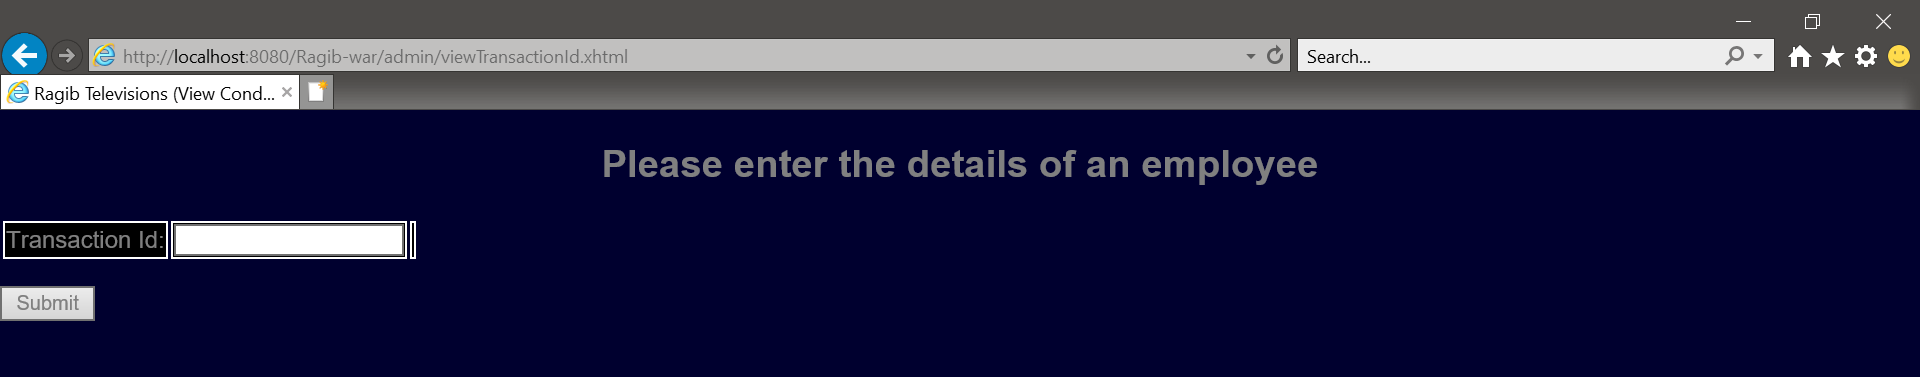 http://localhost:8080/Ragib-war/admin/viewTransactionId.xhtml
Search...
Ragib Televisions (View Cond...
Please enter the details of an employee
Transaction Id:
Submit